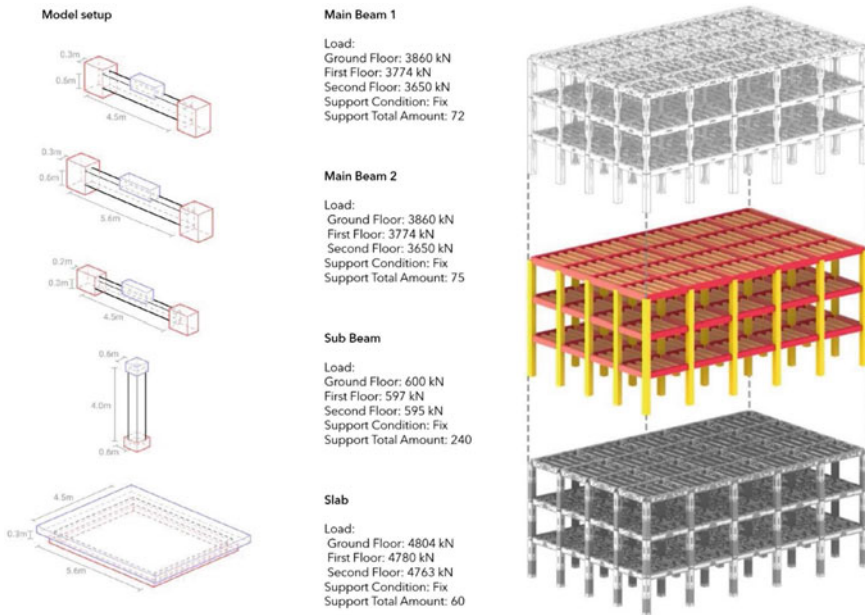 Model setup
0.3m
0.6m
4.5m
0.3m
0.6m
5.6m
0.2m
0.3m
4.5m
0.6m
4.0m
0.6m
4.5m
0.3m
5.6m
Main Beam 1
Load:
Ground Floor: 3860 kN
First Floor: 3774 kN
Second Floor: 3650 kN
Support Condition: Fix
Support Total Amount: 72
Main Beam 2
Load:
Ground Floor: 3860 kN
First Floor: 3774 kN
Second Floor: 3650 kN
Support Condition: Fix
Support Total Amount: 75
Sub Beam
Load:
Ground Floor: 600 kN
First Floor: 597 kN
Second Floor: 595 kN
Support Condition: Fix
Support Total Amount: 240
Slab
Load:
Ground Floor: 4804 kN
First Floor: 4780 kN
Second Floor: 4763 kN
Support Condition: Fix
Support Total Amount: 60